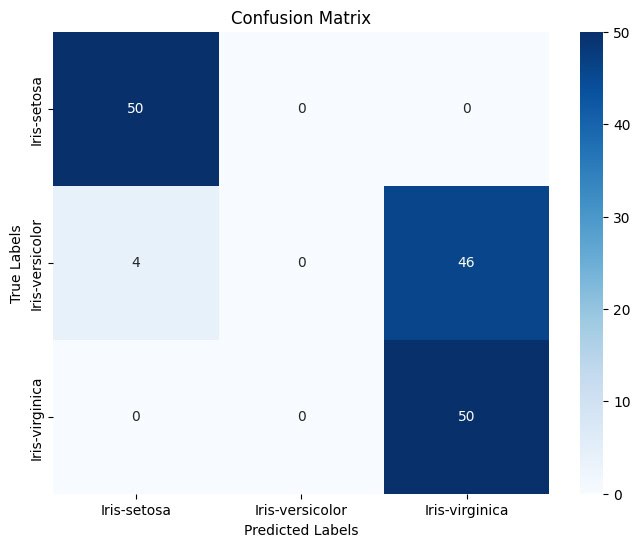 Confusion Matrix
True Labels
Iris-setosa
50 0 0
Iris-versicolor
4 0 46
Iris-virginica
0 0 50
Iris-setosa Iris-versicolor Iris-virginica
Predicted Labels
50
40
30
20
10
0